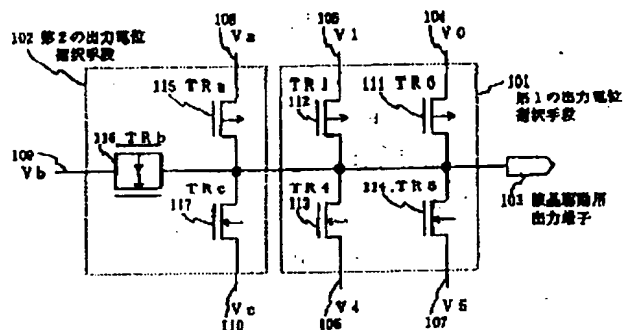 102 第2の出力電位
選択手段
108
Va
105
V1
104
V0
115 TRa
TR1
112
111 TR0
101
第1の出力電位
選択手段
116 TRb
109
Vb
TRc
117
TR4
113
114 TR5
103 液晶駆動用
出力端子
Vc
110
V4
106
V5
107